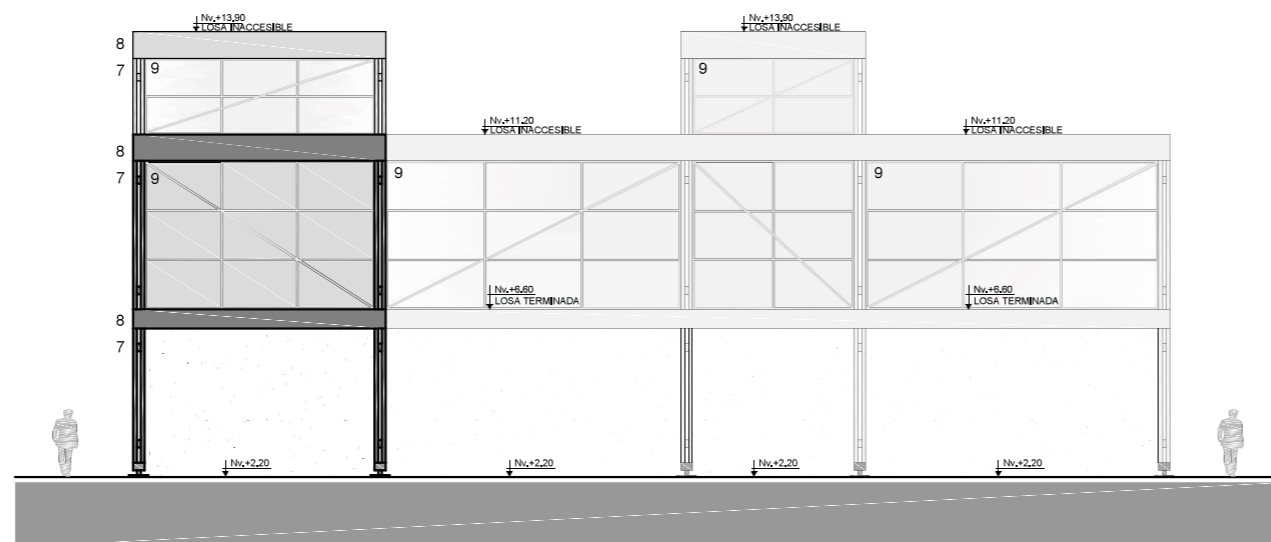 Nv.+13.90
LOSA INACCESIBLE
Nv.+13.90
LOSA INACCESIBLE
8
7
9
9
Nv.+11.20
LOSA INACCESIBLE
Nv.+11.20
LOSA INACCESIBLE
8
7
9
9
9
Nv.+6.60
LOSA TERMINADA
Nv.+6.60
LOSA TERMINADA
8
7
Nv.+2.20
Nv.+2.20
Nv.+2.20
Nv.+2.20